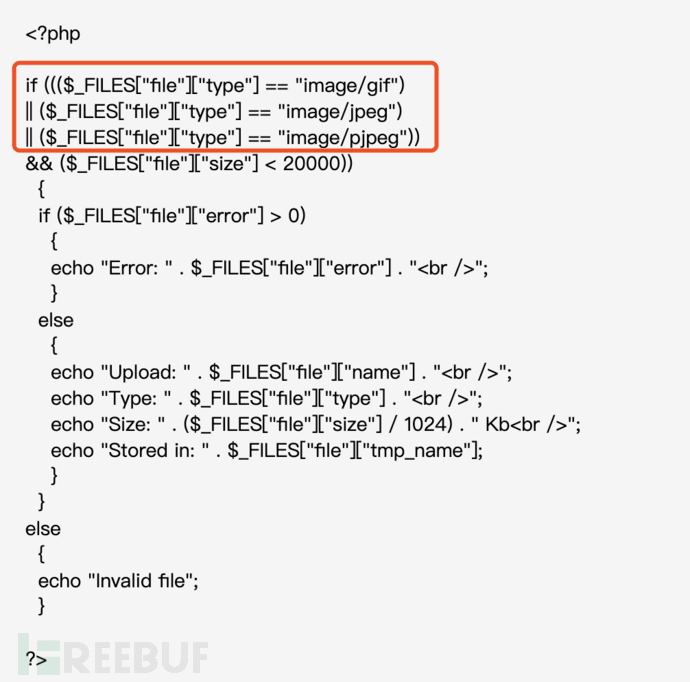 <?php
if ((($_FILES["file"]["type"] == "image/gif")
|| ($_FILES["file"]["type"] == "image/jpeg")
|| ($_FILES["file"]["type"] == "image/pjpeg"))
&& ($_FILES["file"]["size"] < 20000))
{
if ($_FILES["file"]["error"] > 0)
{
echo "Error: " . $_FILES["file"]["error"] . "<br />";
}
else
{
echo "Upload: " . $_FILES["file"]["name"] . "<br />";
echo "Type: " . $_FILES["file"]["type"] . "<br />";
echo "Size: " . ($_FILES["file"]["size"] / 1024) . " Kb<br />";
echo "Stored in: " . $_FILES["file"]["tmp_name"];
}
}
else
{
echo "Invalid file";
}
?>
FREEBUF